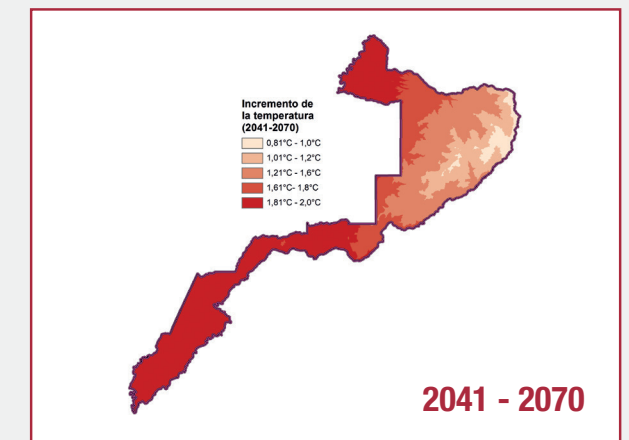 Incremento de
la temperatura
(2041-2070)
0,81°C - 1,0°C
1,01°C - 1,2°C
1,21°C - 1,6°C
1,61°C- 1,8°C
1,81°C - 2,0°C
2041 - 2070